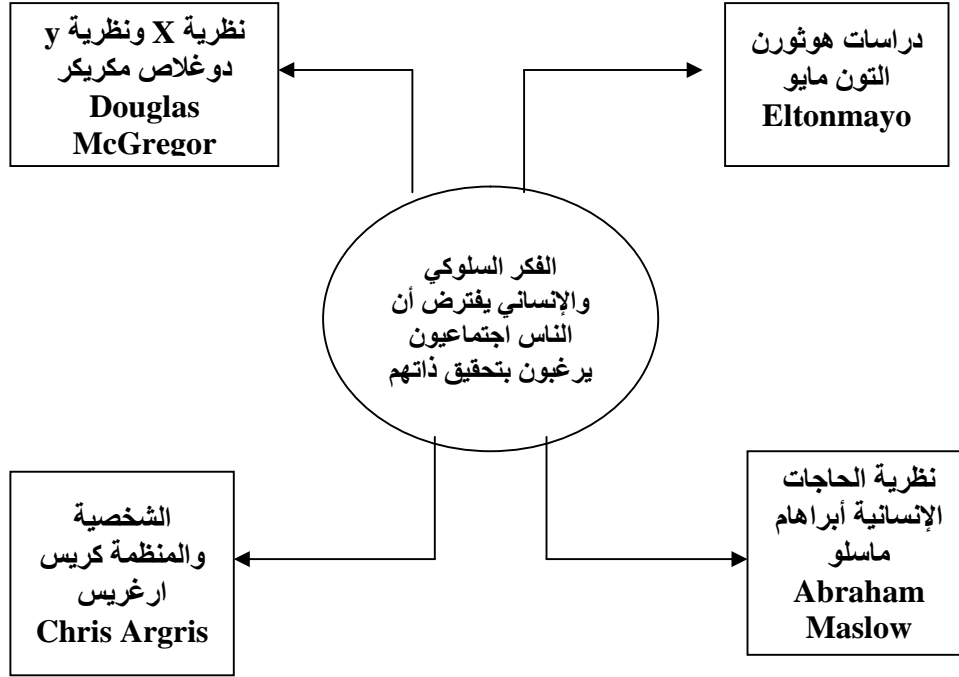 دراسات هوثورن
التون مايو
Eltonmayo
نظرية X ونظرية y
دوغلاص مكريكر
Douglas
McGregor
الفكر السلوكي
والإنساني يفترض أن
الناس اجتماعيون
يرغبون بتحقيق ذاتهم
نظرية الحاجات
الإنسانية أبراهام
ماسلو
Abraham
Maslow
الشخصية
والمنظمة كريس
ارغريس
Chris Argris